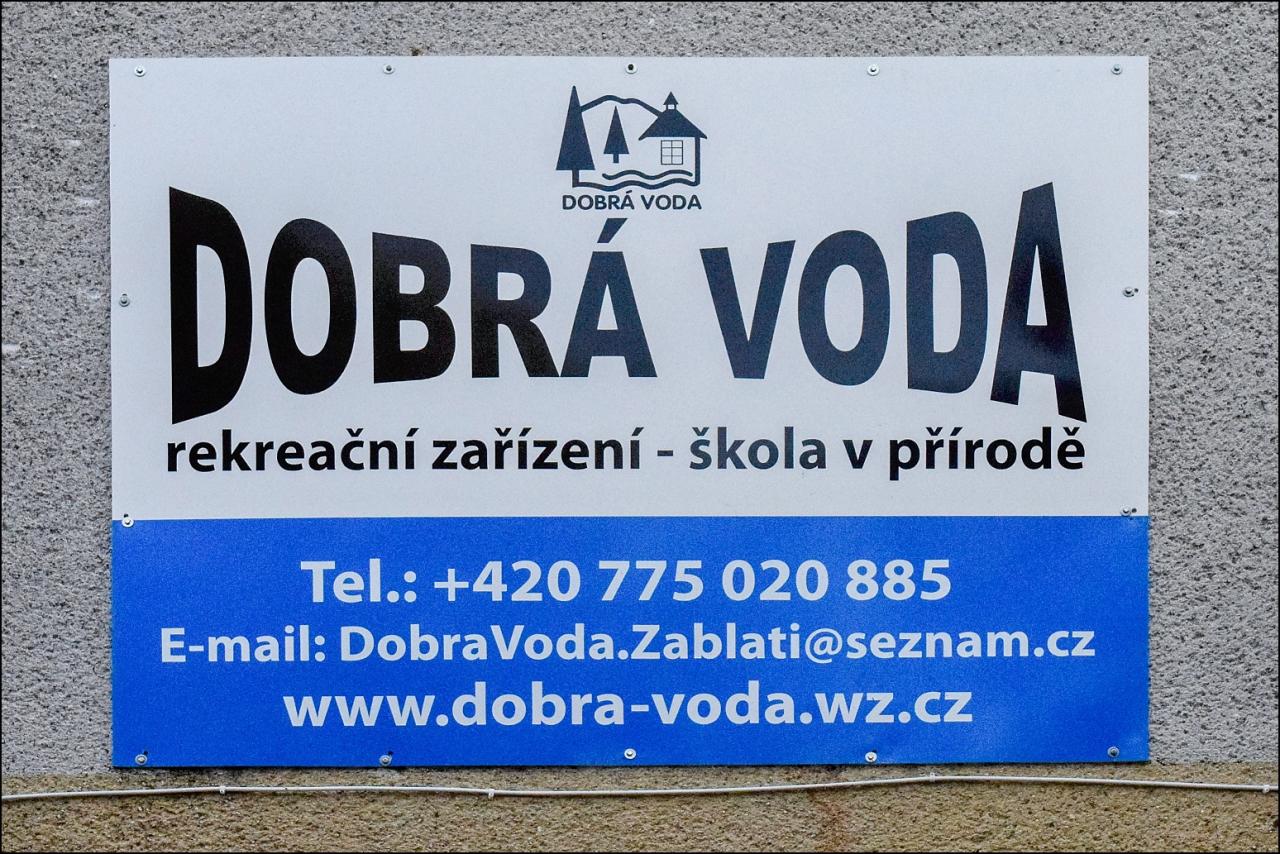 DOBRÁ VODA
DOBRÁ VODA
rekreační zařízení - škola v přírodě
Tel.: +420 775 020 885
E-mail: DobraVoda.Zablati@seznam.cz
www.dobra-voda.wz.cz